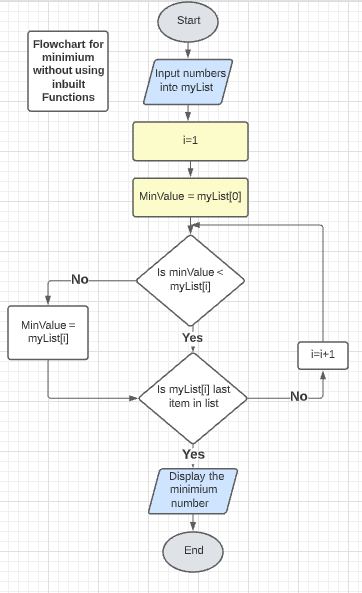 Start
Flowchart for
minimium
without using
inbuilt
Functions
Input numbers
into myList
i=1
MinValue = myList[0]
Is minValue <
myList[i]
No
Yes
MinValue =
myList[i]
i=i+1
Is myList[i] last
item in list
No
Yes
Display the
minimium
number
End